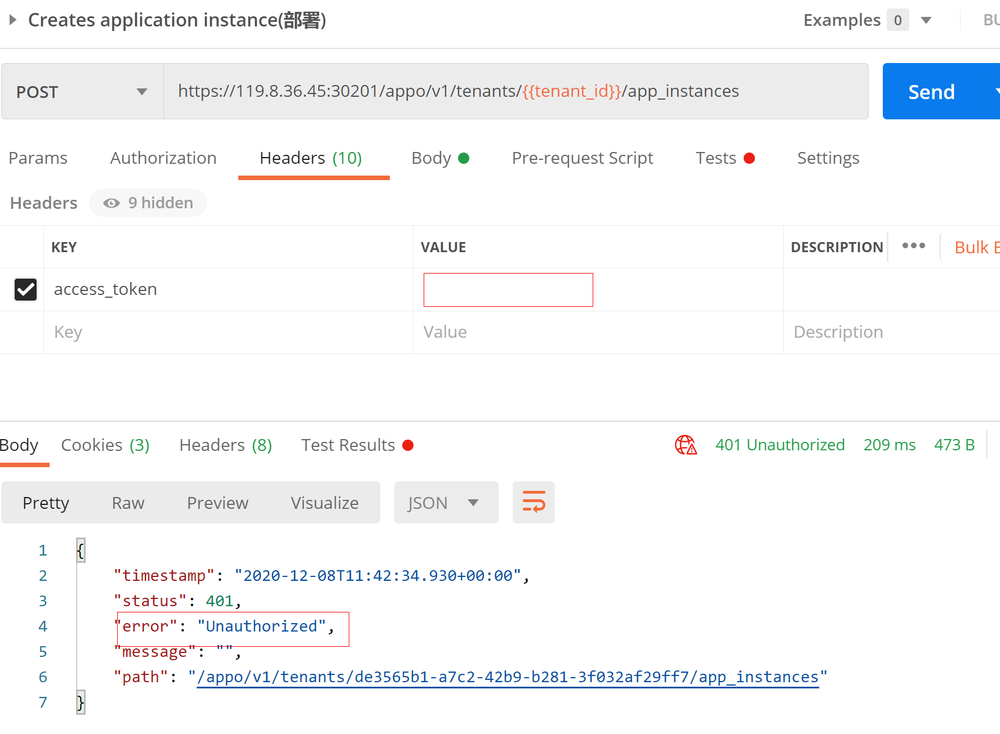 Creates application instance(部署)
Examples 0
POST https://119.8.36.45:30201/appo/v1/tenants/{{tenant_id}}/app_instances Send
Params Authorization Headers (10) Body Pre-request Script Tests Settings
Headers 9 hidden
KEY VALUE DESCRIPTION Bulk
access_token
Key Value Description
Body Cookies (3) Headers (8) Test Results 401 Unauthorized 209 ms 473 B
Pretty Raw Preview Visualize JSON
1 {
2 "timestamp": "2020-12-08T11:42:34.930+00:00",
3 "status": 401,
4 "error": "Unauthorized",
5 "message": "",
6 "path": "/appo/v1/tenants/de3565b1-a7c2-42b9-b281-3f032af29ff7/app_instances"
7 }